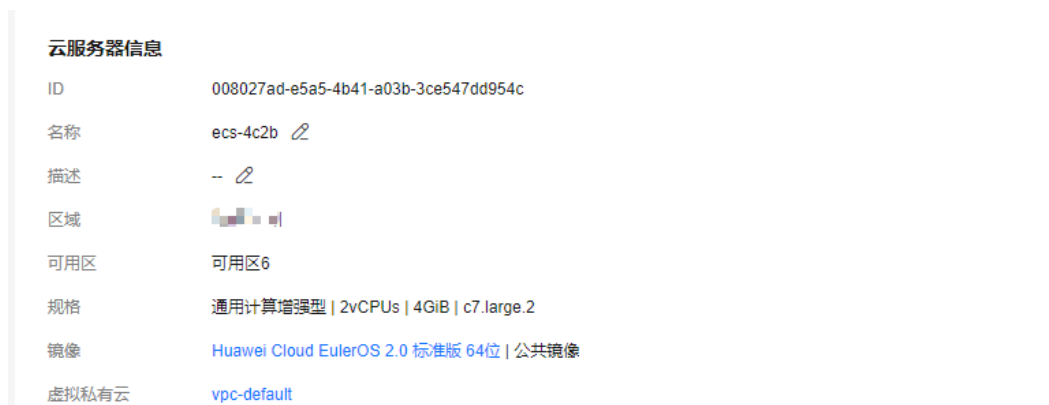 云服务器信息
ID 008027ad-e5a5-4b41-a03b-3ce547dd954c
名称 ecs-4c2b
描述 --
区域
可用区 可用区6
规格 通用计算增强型 | 2vCPUs | 4GiB | c7.large.2
镜像 Huawei Cloud EulerOS 2.0 标准版 64位 | 公共镜像
虚拟私有云 vpc-default